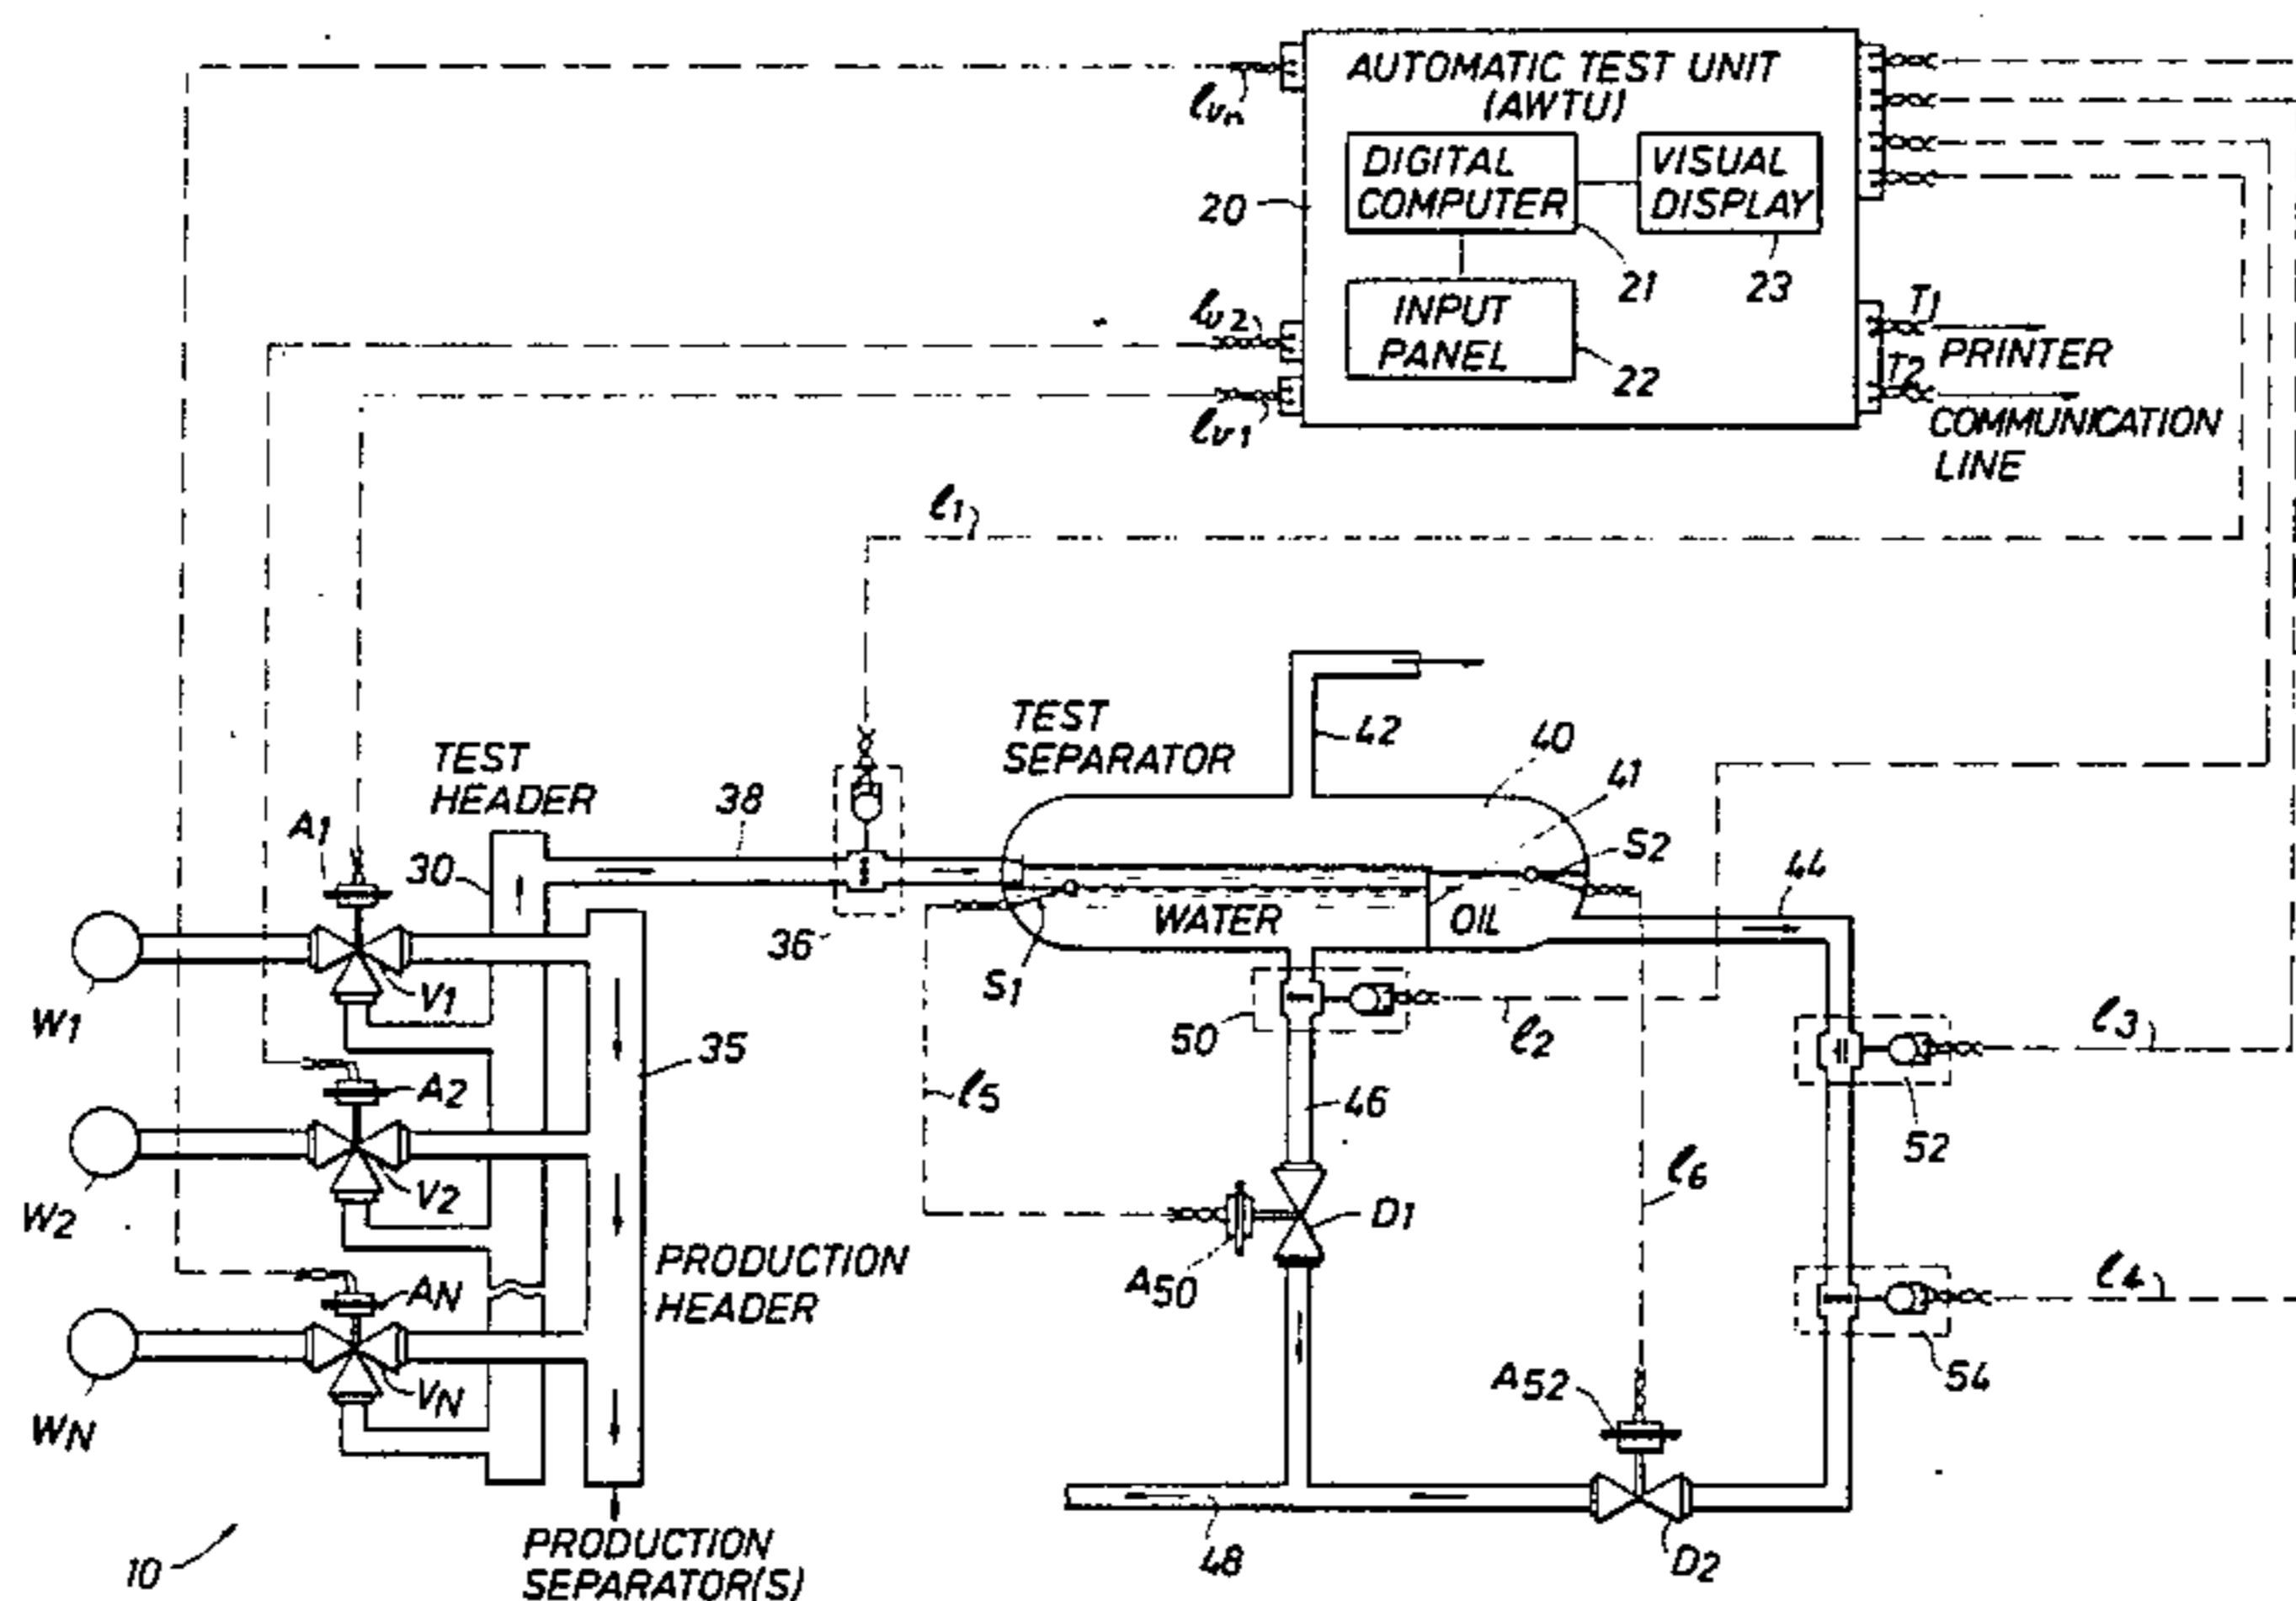 AUTOMATIC TEST UNIT
(AWTU)
DIGITAL
COMPUTER
VISUAL
DISPLAY
INPUT
PANEL
20
21
22
23
ℓvn
ℓv2
ℓv1
T1
PRINTER
T2
COMMUNICATION
LINE
ℓ1
TEST
SEPARATOR
42
40
41
S2
44
TEST
HEADER
38
A1
30
36
WATER
OIL
S1
W1
V1
35
50
ℓ2
ℓ3
52
A2
ℓ5
46
W2
V2
ℓ6
D1
PRODUCTION
HEADER
A50
AN
ℓ4
54
WN
VN
A52
10
PRODUCTION
SEPARATOR(S)
48
D2